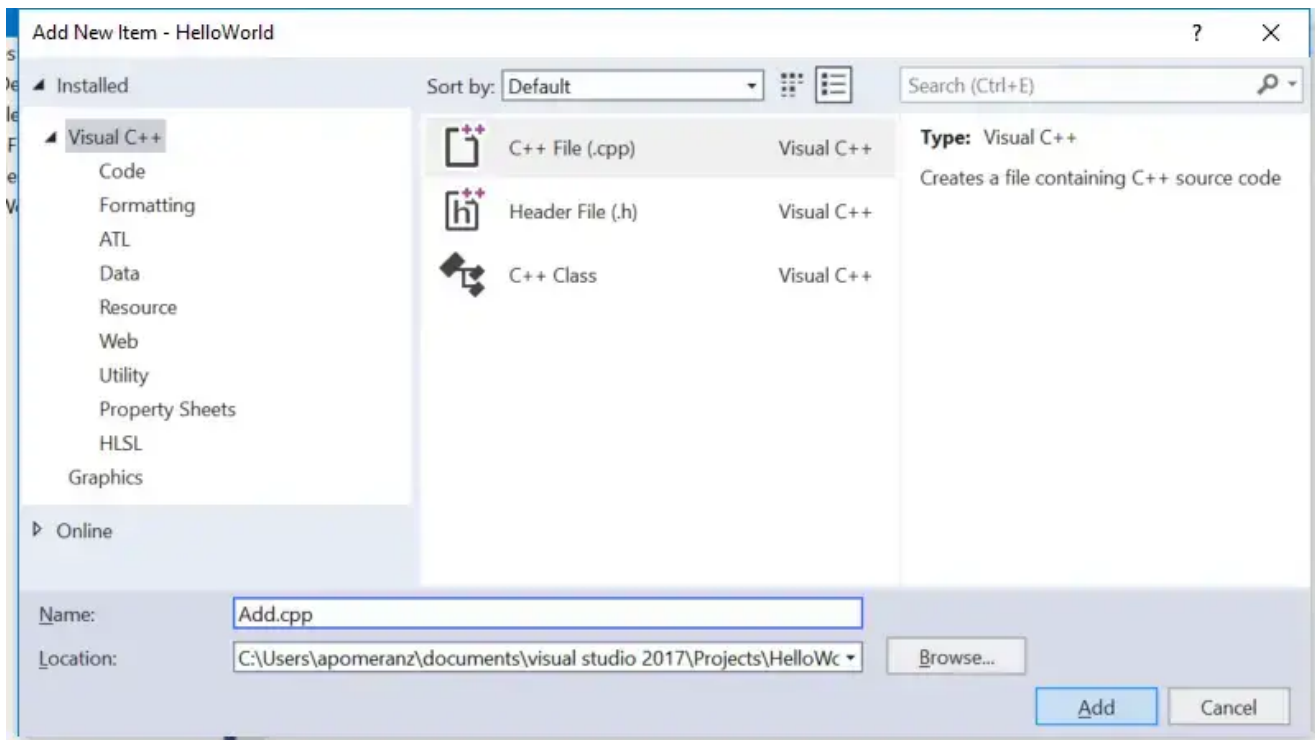 Add New Item - HelloWorld ?
Installed
Sort by: Default
Search (Ctrl+E)
Visual C++
Code
Formatting
ATL
Data
Resource
Web
Utility
Property Sheets
HLSL
Graphics
Online
C++ File (.cpp) Visual C++
Header File (.h) Visual C++
C++ Class Visual C++
Type: Visual C++
Creates a file containing C++ source code
Name: Add.cpp
Location: C:\Users\apomeranz\documents\visual studio 2017\Projects\HelloWo
Browse...
Add Cancel